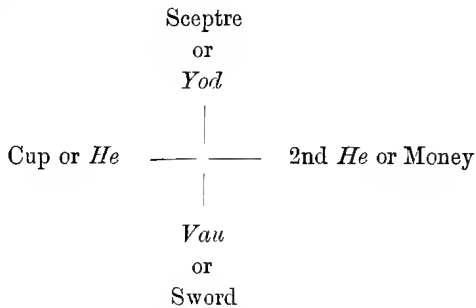 Sceptre
or
Yod
Cup or He 2nd He or Money
Vau
or
Sword